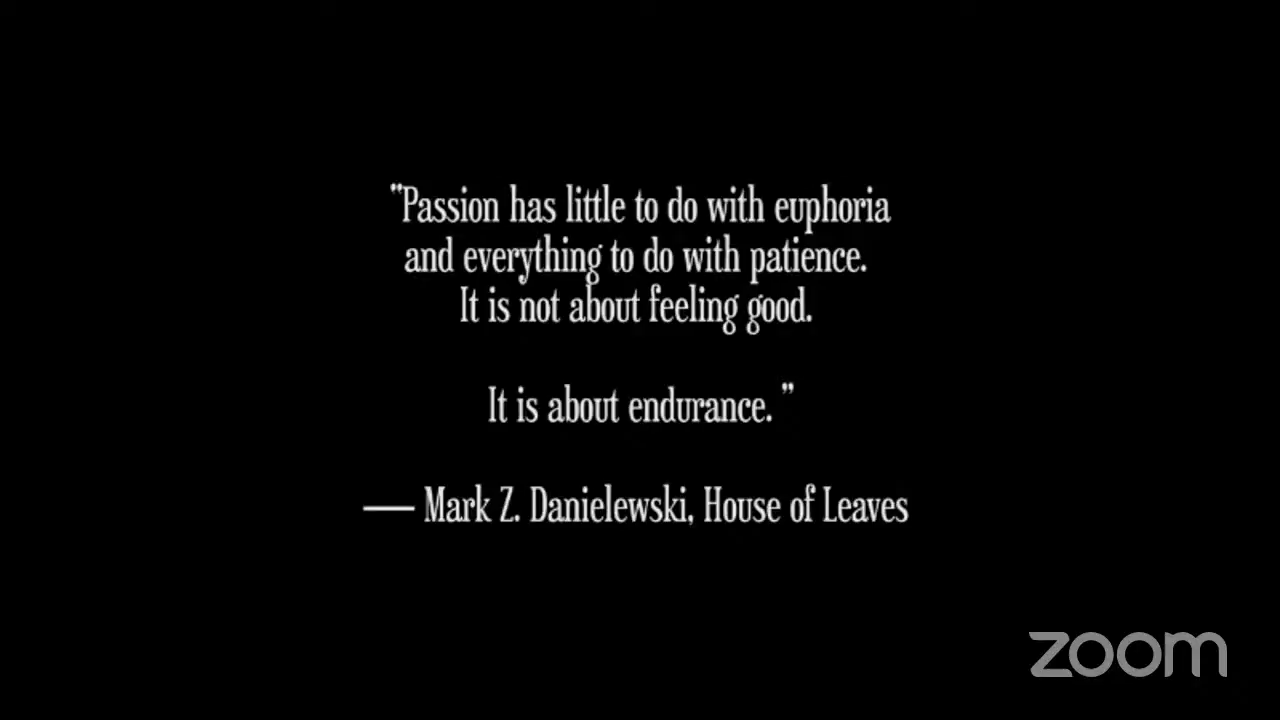 "Passion has little to do with euphoria
and everything to do with patience.
It is not about feeling good.
It is about endurance. ”
— Mark Z. Danielewski, House of Leaves
zoom